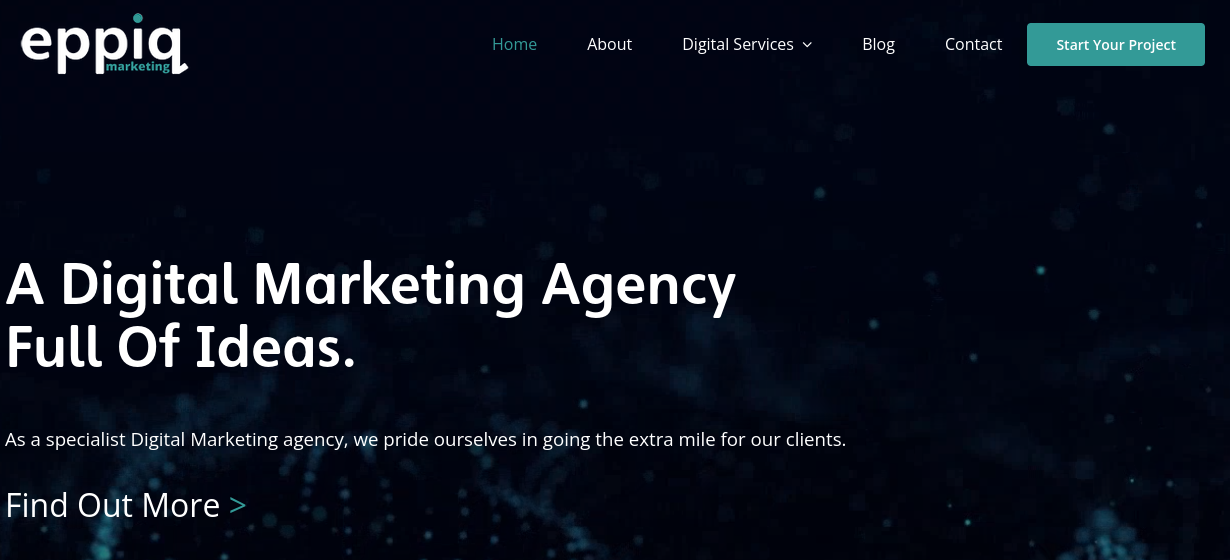 eppiq
marketing
Home About Digital Services Blog Contact Start Your Project
A Digital Marketing Agency
Full Of Ideas.
As a specialist Digital Marketing agency, we pride ourselves in going the extra mile for our clients.
Find Out More >